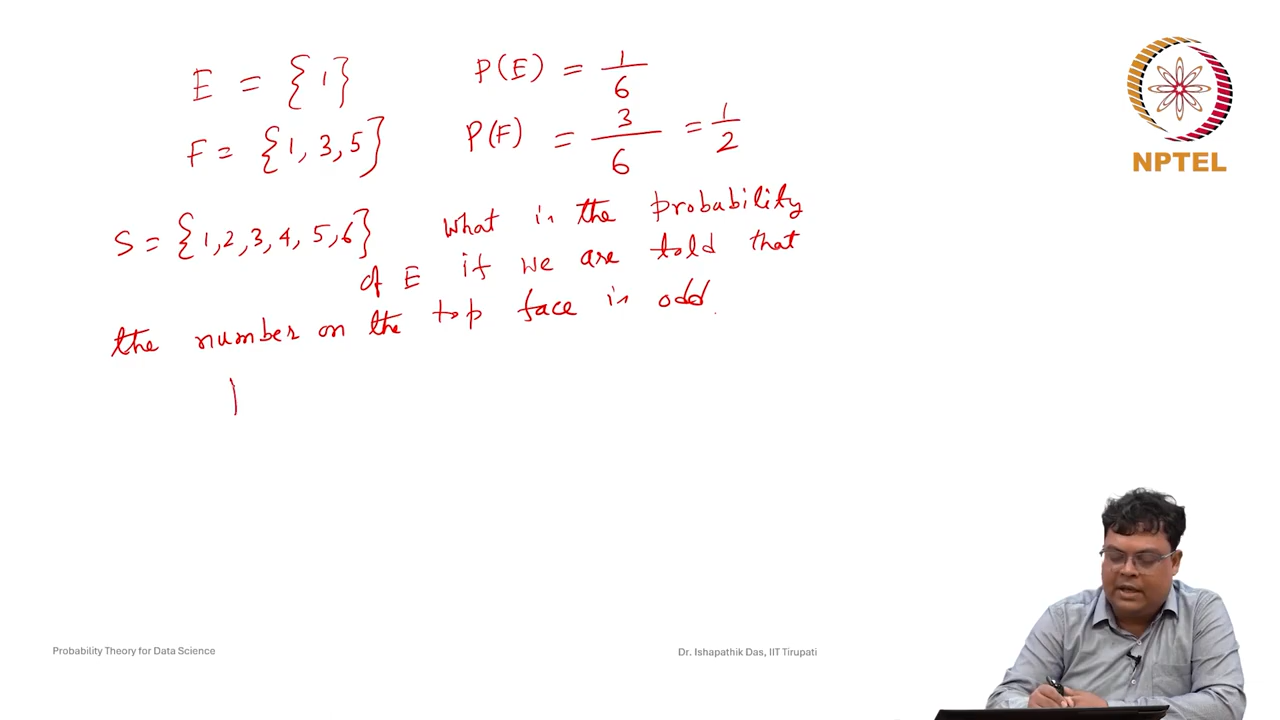 E = {1} P(E) = 1/6
F = {1, 3, 5} P(F) = 3/6 = 1/2
NPTEL
S = {1,2,3,4,5,6} What is the probability
of E if we are told that
the number on the top face is odd.
Probability Theory for Data Science
Dr. Ishapathik Das, IIT Tirupati